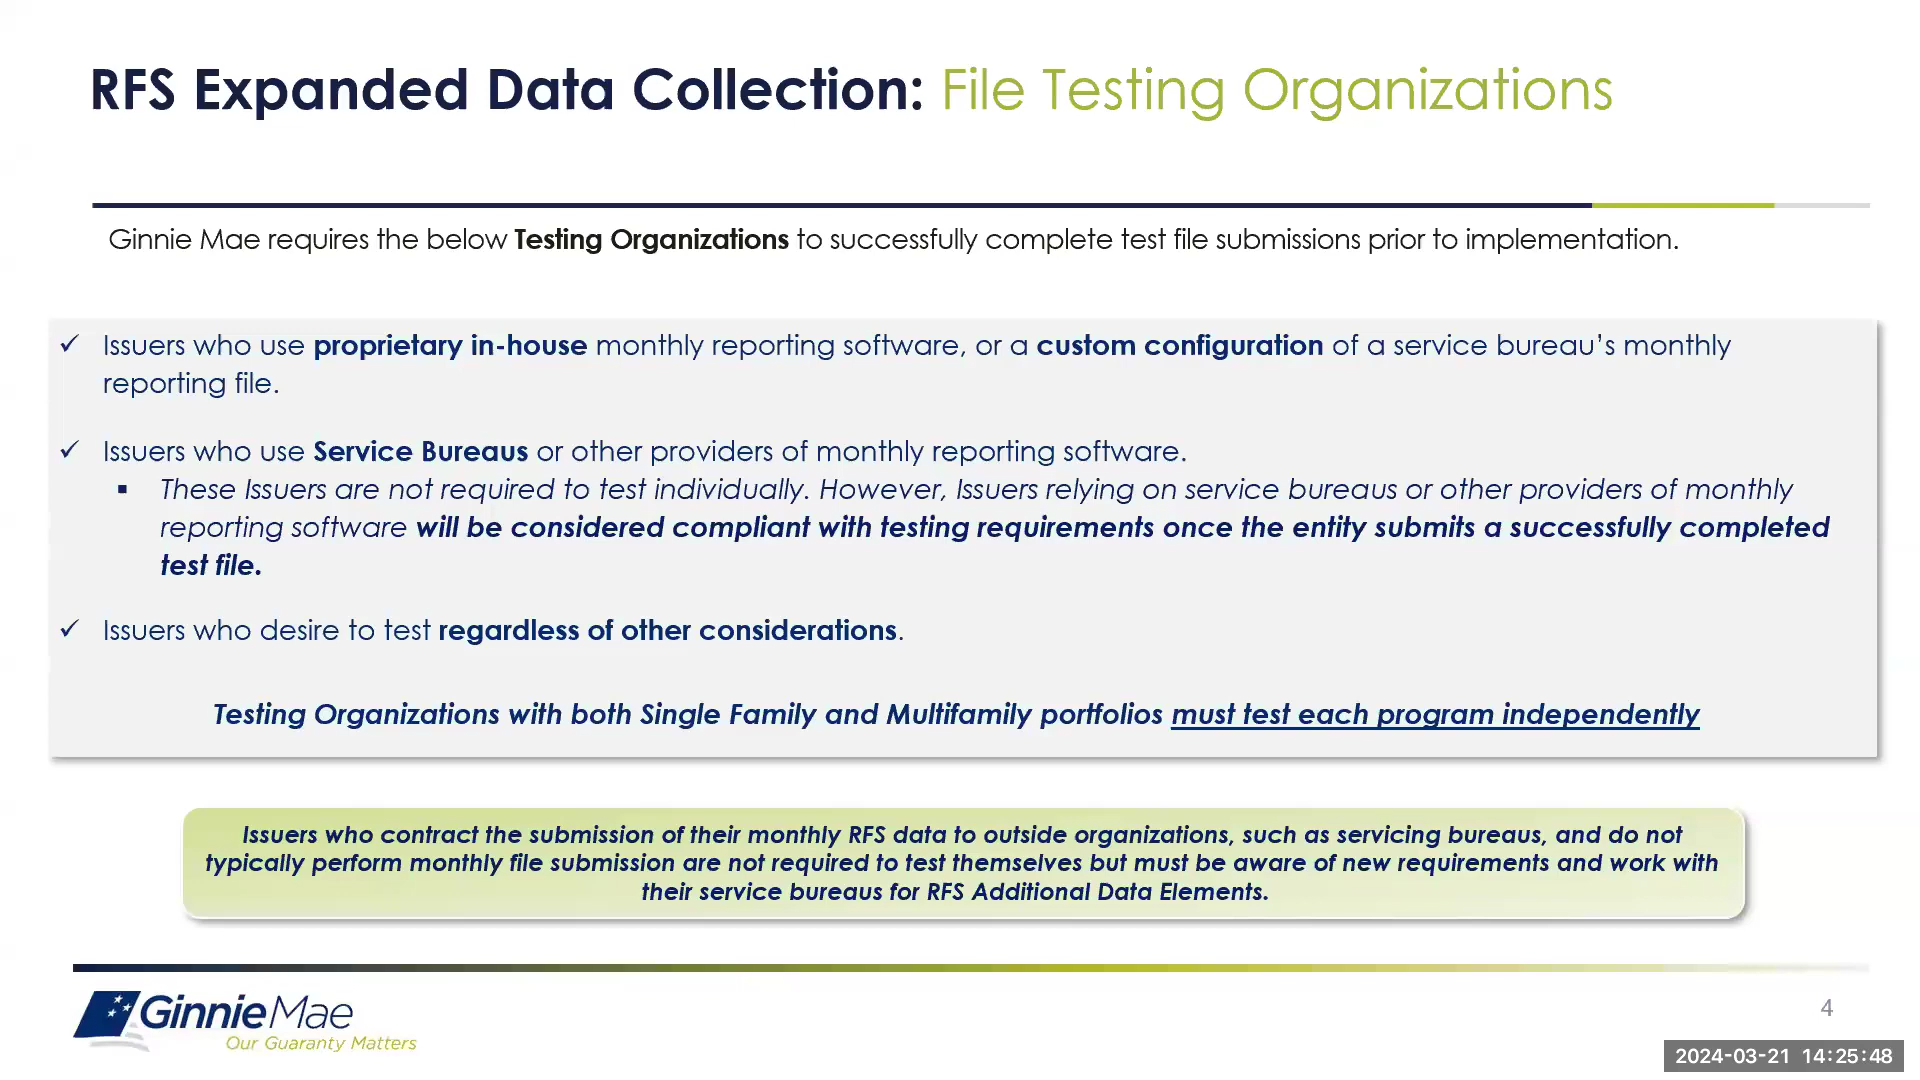 RFS Expanded Data Collection: File Testing Organizations
Ginnie Mae requires the below Testing Organizations to successfully complete test file submissions prior to implementation.
✓ Issuers who use proprietary in-house monthly reporting software, or a custom configuration of a service bureau’s monthly
reporting file.
✓ Issuers who use Service Bureaus or other providers of monthly reporting software.
▪ These Issuers are not required to test individually. However, Issuers relying on service bureaus or other providers of monthly
reporting software will be considered compliant with testing requirements once the entity submits a successfully completed
test file.
✓ Issuers who desire to test regardless of other considerations.
Testing Organizations with both Single Family and Multifamily portfolios must test each program independently
Issuers who contract the submission of their monthly RFS data to outside organizations, such as servicing bureaus, and do not
typically perform monthly file submission are not required to test themselves but must be aware of new requirements and work with
their service bureaus for RFS Additional Data Elements.
GinnieMae
Our Guaranty Matters
4
2024-03-21 14:25:48